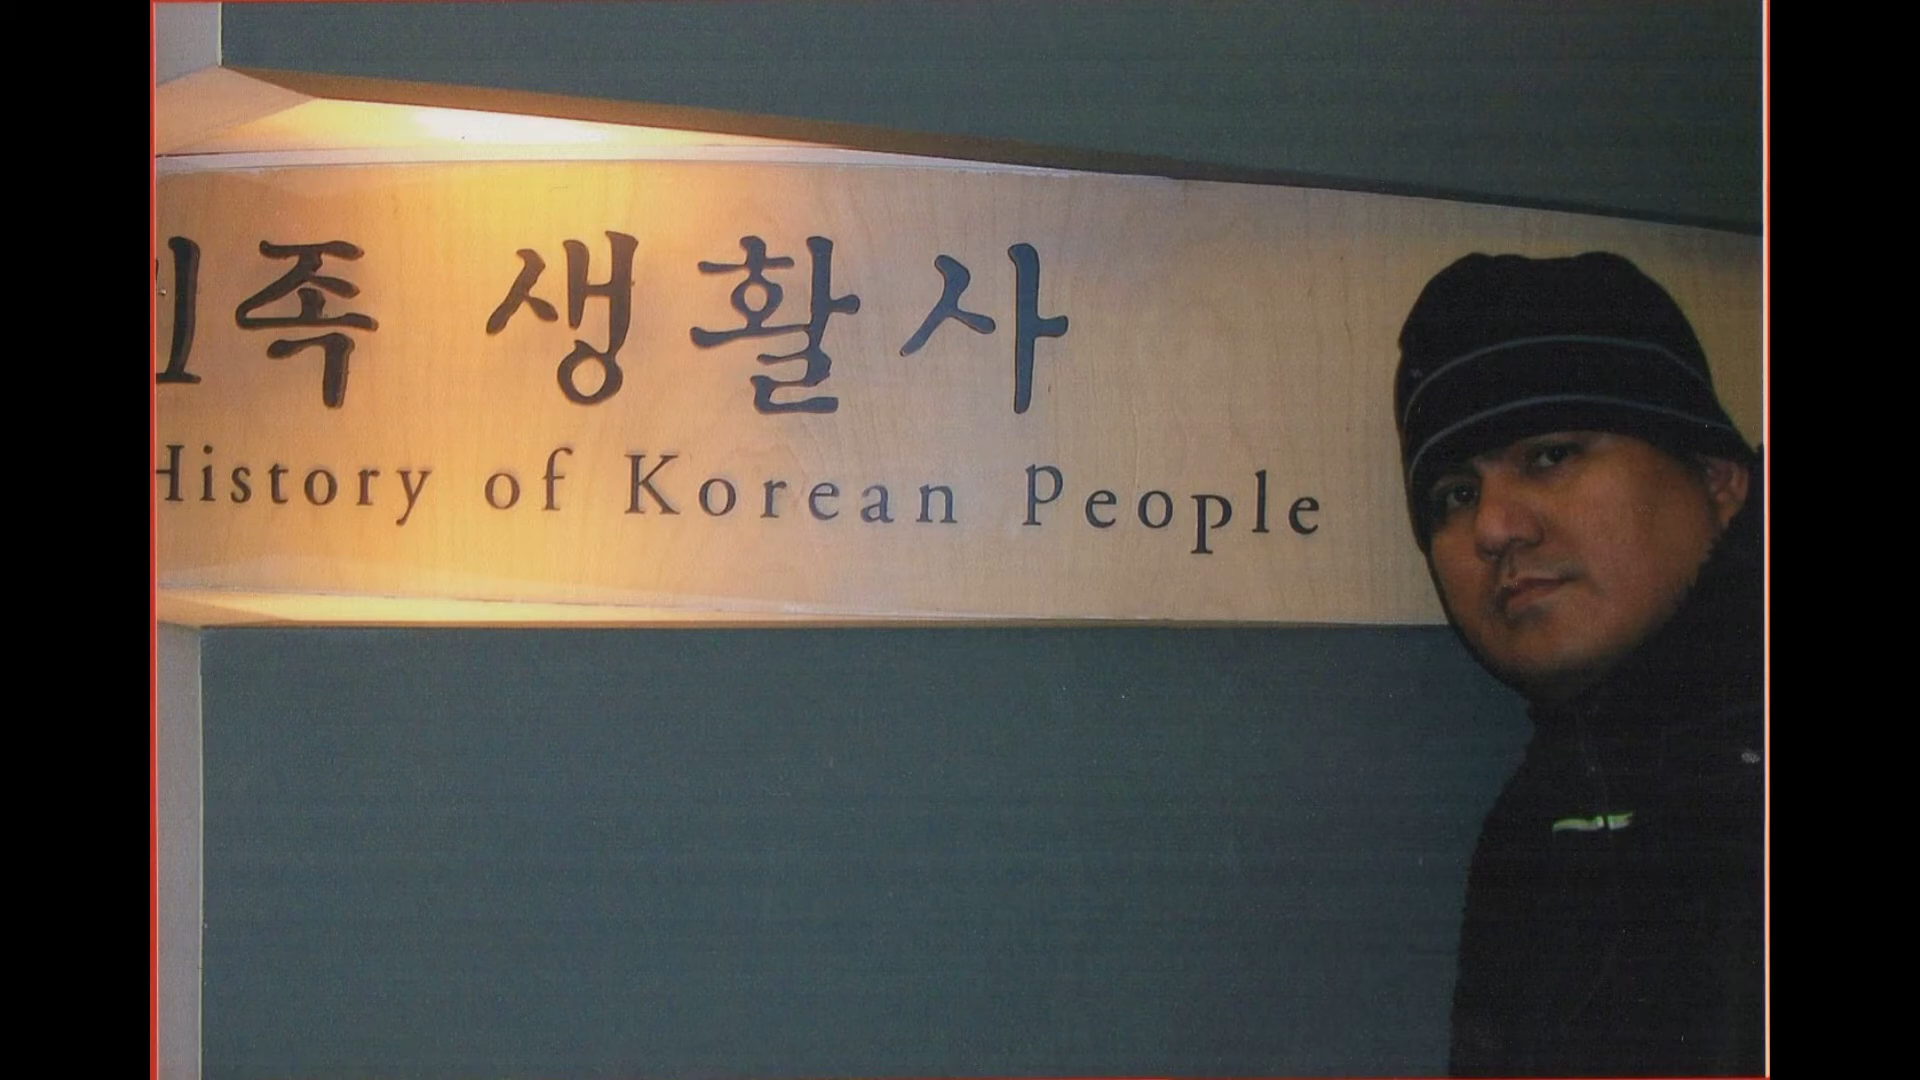 족 생활사
History of Korean People